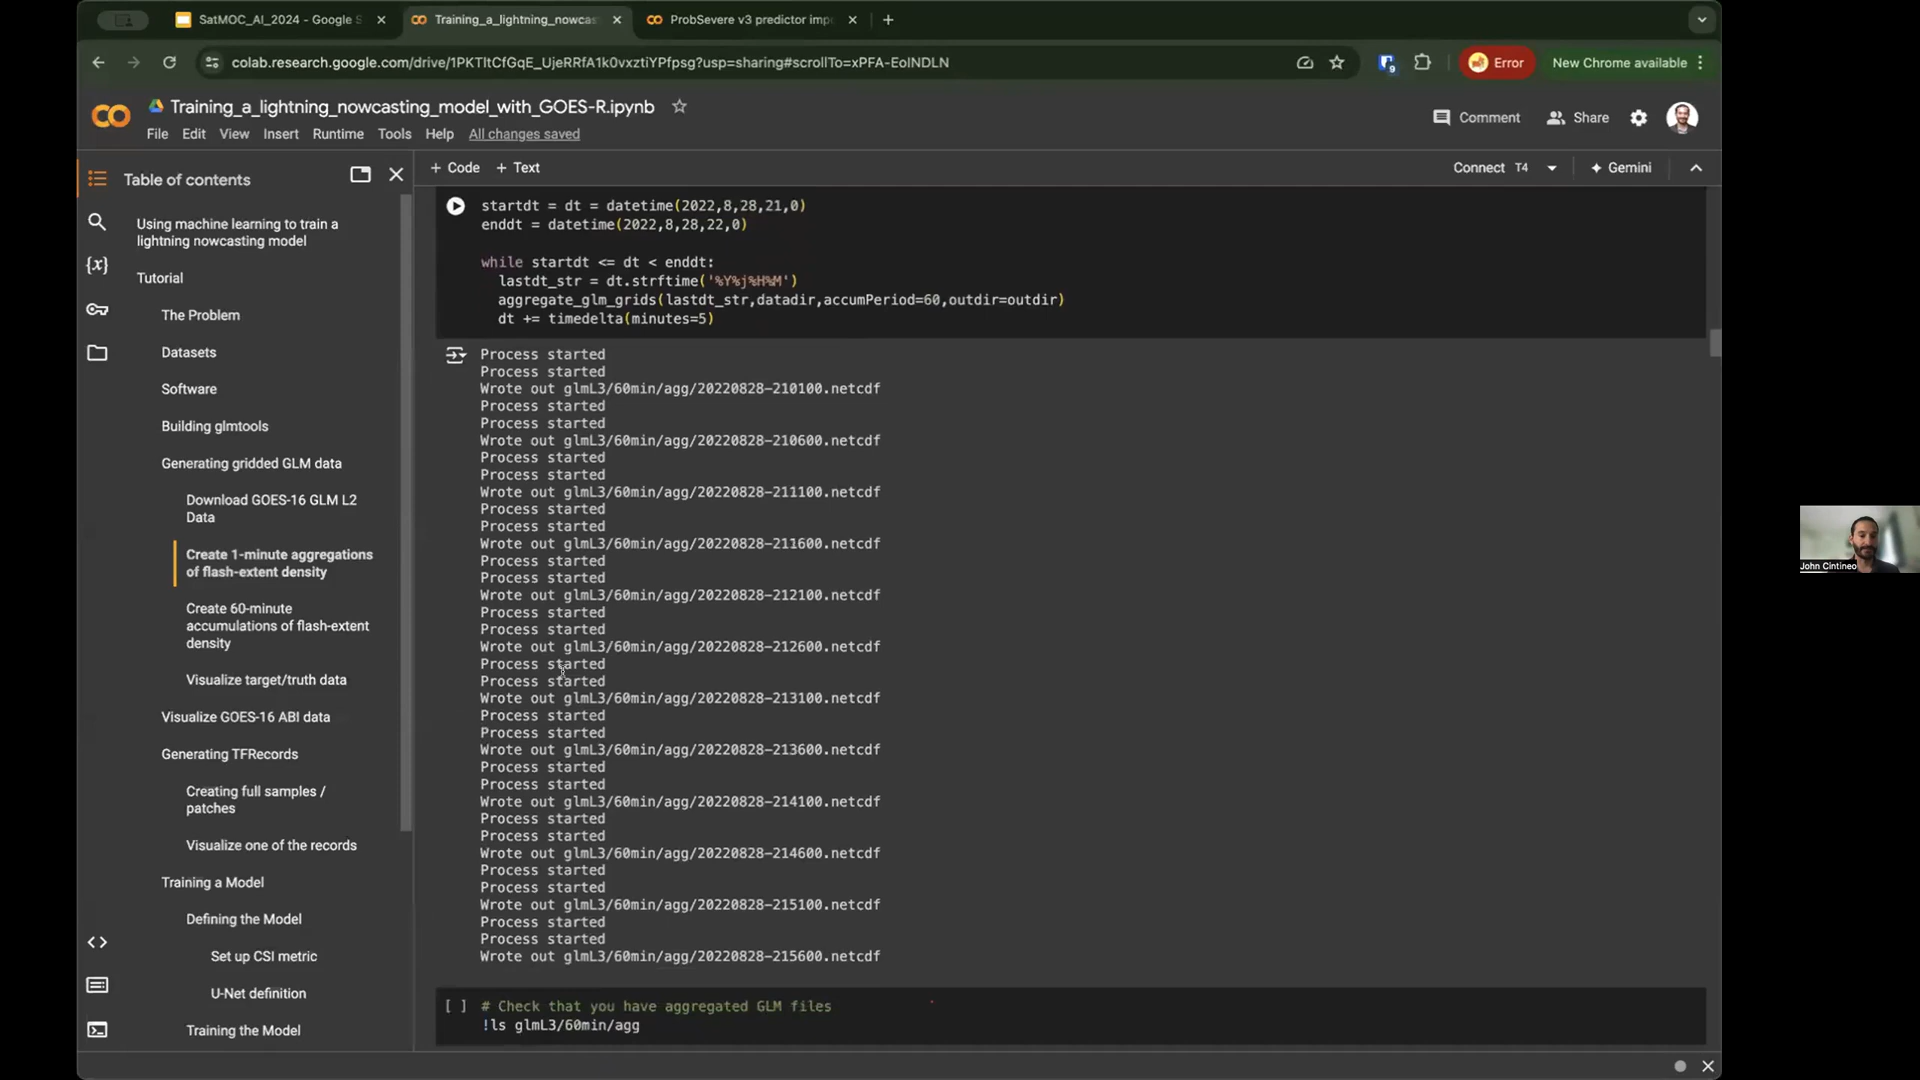 SatMOC_AI_2024 - Google S
Training_a_lightning_nowcas
ProbSevere v3 predictor imp
colab.research.google.com/drive/1PKTltCfGqE_UjeRRfA1k0vxztiYPfpsg?usp=sharing#scrollTo=xPFA-EoINDLN
9
Error
New Chrome available
Training_a_lightning_nowcasting_model_with_GOES-R.ipynb
File Edit View Insert Runtime Tools Help All changes saved
Comment
Share
Table of contents
+ Code + Text
Connect T4
Gemini
Using machine learning to train a
lightning nowcasting model
Tutorial
The Problem
Datasets
Software
Building glmtools
Generating gridded GLM data
Download GOES-16 GLM L2
Data
Create 1-minute aggregations
of flash-extent density
Create 60-minute
accumulations of flash-extent
density
Visualize target/truth data
Visualize GOES-16 ABI data
Generating TFRecords
Creating full samples /
patches
Visualize one of the records
Training a Model
Defining the Model
Set up CSI metric
U-Net definition
Training the Model
startdt = dt = datetime(2022,8,28,21,0)
enddt = datetime(2022,8,28,22,0)
while startdt <= dt < enddt:
lastdt_str = dt.strftime('%Y%j%H%M')
aggregate_glm_grids(lastdt_str,datadir,accumPeriod=60,outdir=outdir)
dt += timedelta(minutes=5)
Process started
Process started
Wrote out glmL3/60min/agg/20220828-210100.netcdf
Process started
Process started
Wrote out glmL3/60min/agg/20220828-210600.netcdf
Process started
Process started
Wrote out glmL3/60min/agg/20220828-211100.netcdf
Process started
Process started
Wrote out glmL3/60min/agg/20220828-211600.netcdf
Process started
Process started
Wrote out glmL3/60min/agg/20220828-212100.netcdf
Process started
Process started
Wrote out glmL3/60min/agg/20220828-212600.netcdf
Process started
Process started
Wrote out glmL3/60min/agg/20220828-213100.netcdf
Process started
Process started
Wrote out glmL3/60min/agg/20220828-213600.netcdf
Process started
Process started
Wrote out glmL3/60min/agg/20220828-214100.netcdf
Process started
Process started
Wrote out glmL3/60min/agg/20220828-214600.netcdf
Process started
Process started
Wrote out glmL3/60min/agg/20220828-215100.netcdf
Process started
Process started
Wrote out glmL3/60min/agg/20220828-215600.netcdf
[ ] # Check that you have aggregated GLM files
!ls glmL3/60min/agg
John Cintineo